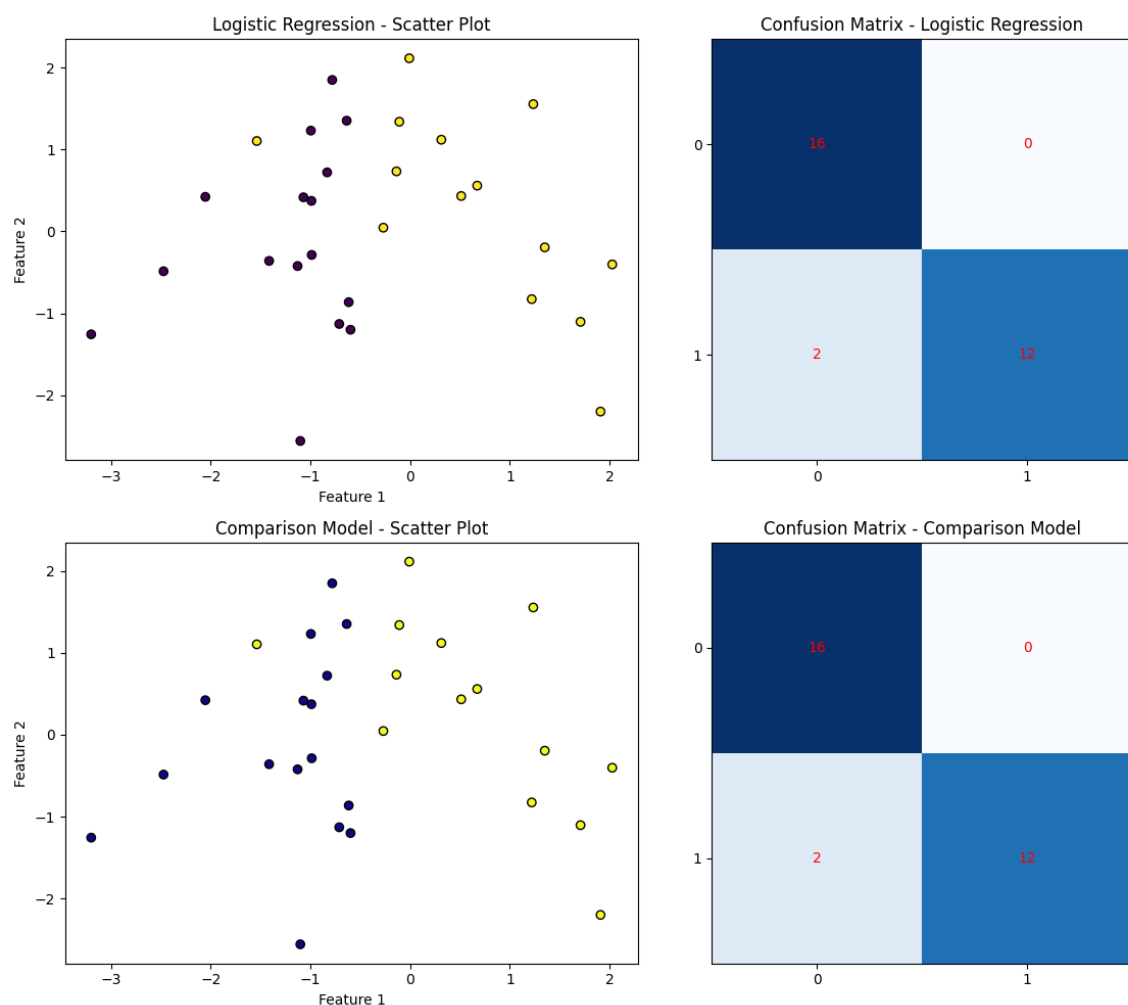 Logistic Regression - Scatter Plot
2
1
0
−1
−2
Feature 2
−3 −2 −1 0 1 2
Feature 1
Confusion Matrix - Logistic Regression
0
1
16 0
2 12
0 1
Comparison Model - Scatter Plot
2
1
0
−1
−2
Feature 2
−3 −2 −1 0 1 2
Feature 1
Confusion Matrix - Comparison Model
0
1
16 0
2 12
0 1